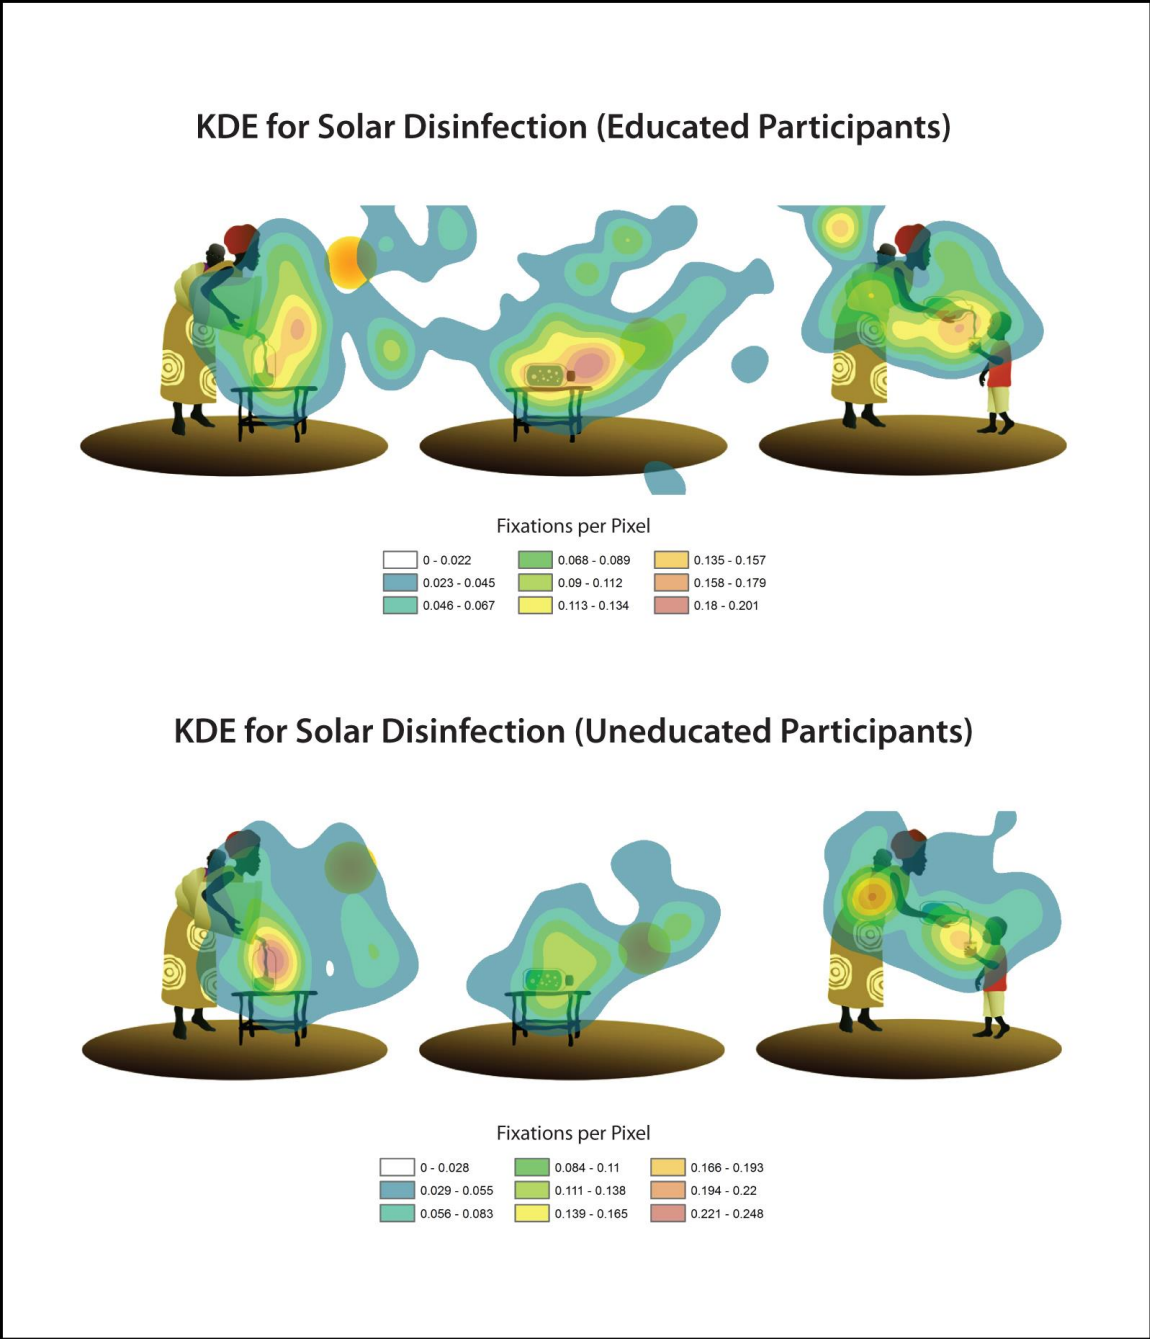 KDE for Solar Disinfection (Educated Participants)
Fixations per Pixel
0 - 0.022
0.068 - 0.089
0.135 - 0.157
0.023 - 0.045
0.09 - 0.112
0.158 - 0.179
0.046 - 0.067
0.113 - 0.134
0.18 - 0.201
KDE for Solar Disinfection (Uneducated Participants)
Fixations per Pixel
0 - 0.028
0.084 - 0.11
0.166 - 0.193
0.029 - 0.055
0.111 - 0.138
0.194 - 0.22
0.056 - 0.083
0.139 - 0.165
0.221 - 0.248